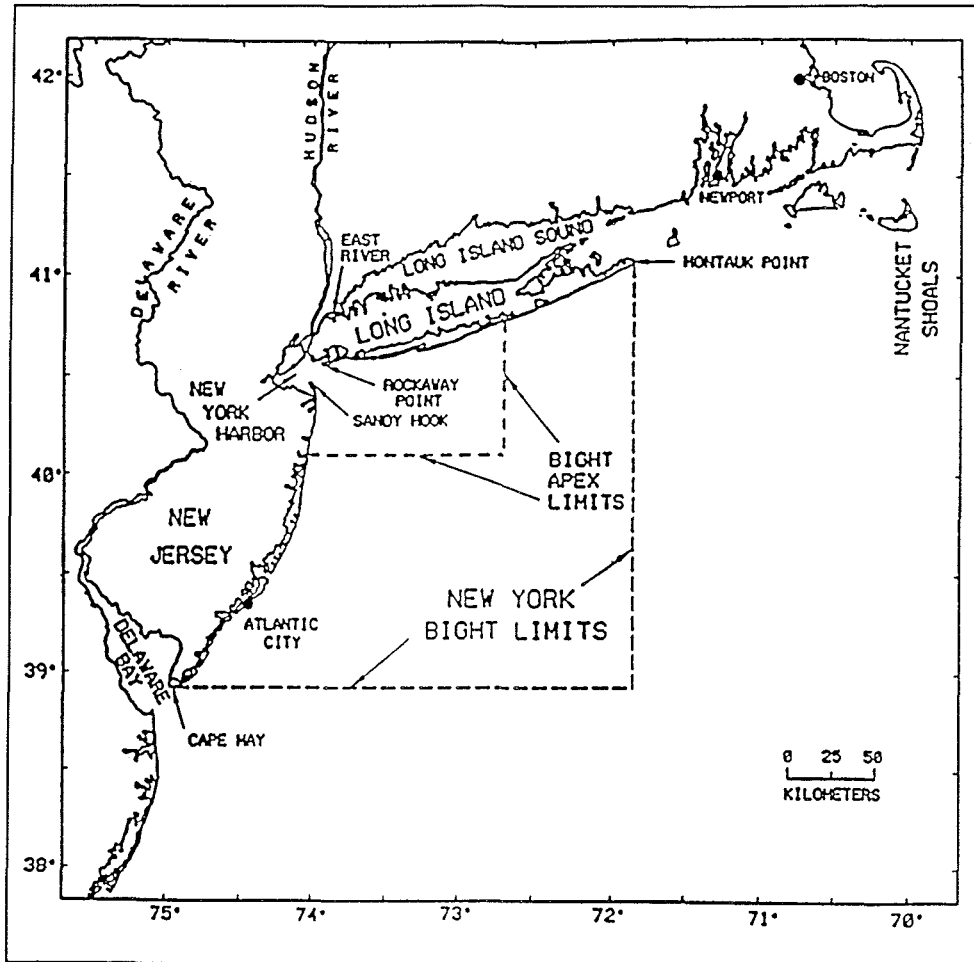 42°
41°
40°
39°
38°
75°
74°
73°
72°
71°
70°
HUDSON
RIVER
BOSTON
NEWPORT
DELAWARE
RIVER
EAST
RIVER
LONG ISLAND SOUND
LONG ISLAND
MONTAUK POINT
NANTUCKET
SHOALS
NEW
YORK
HARBOR
ROCKAWAY
POINT
SANDY HOOK
BIGHT
APEX
LIMITS
NEW
JERSEY
NEW YORK
BIGHT LIMITS
ATLANTIC
CITY
DELAWARE
BAY
CAPE MAY
0 25 50
KILOMETERS